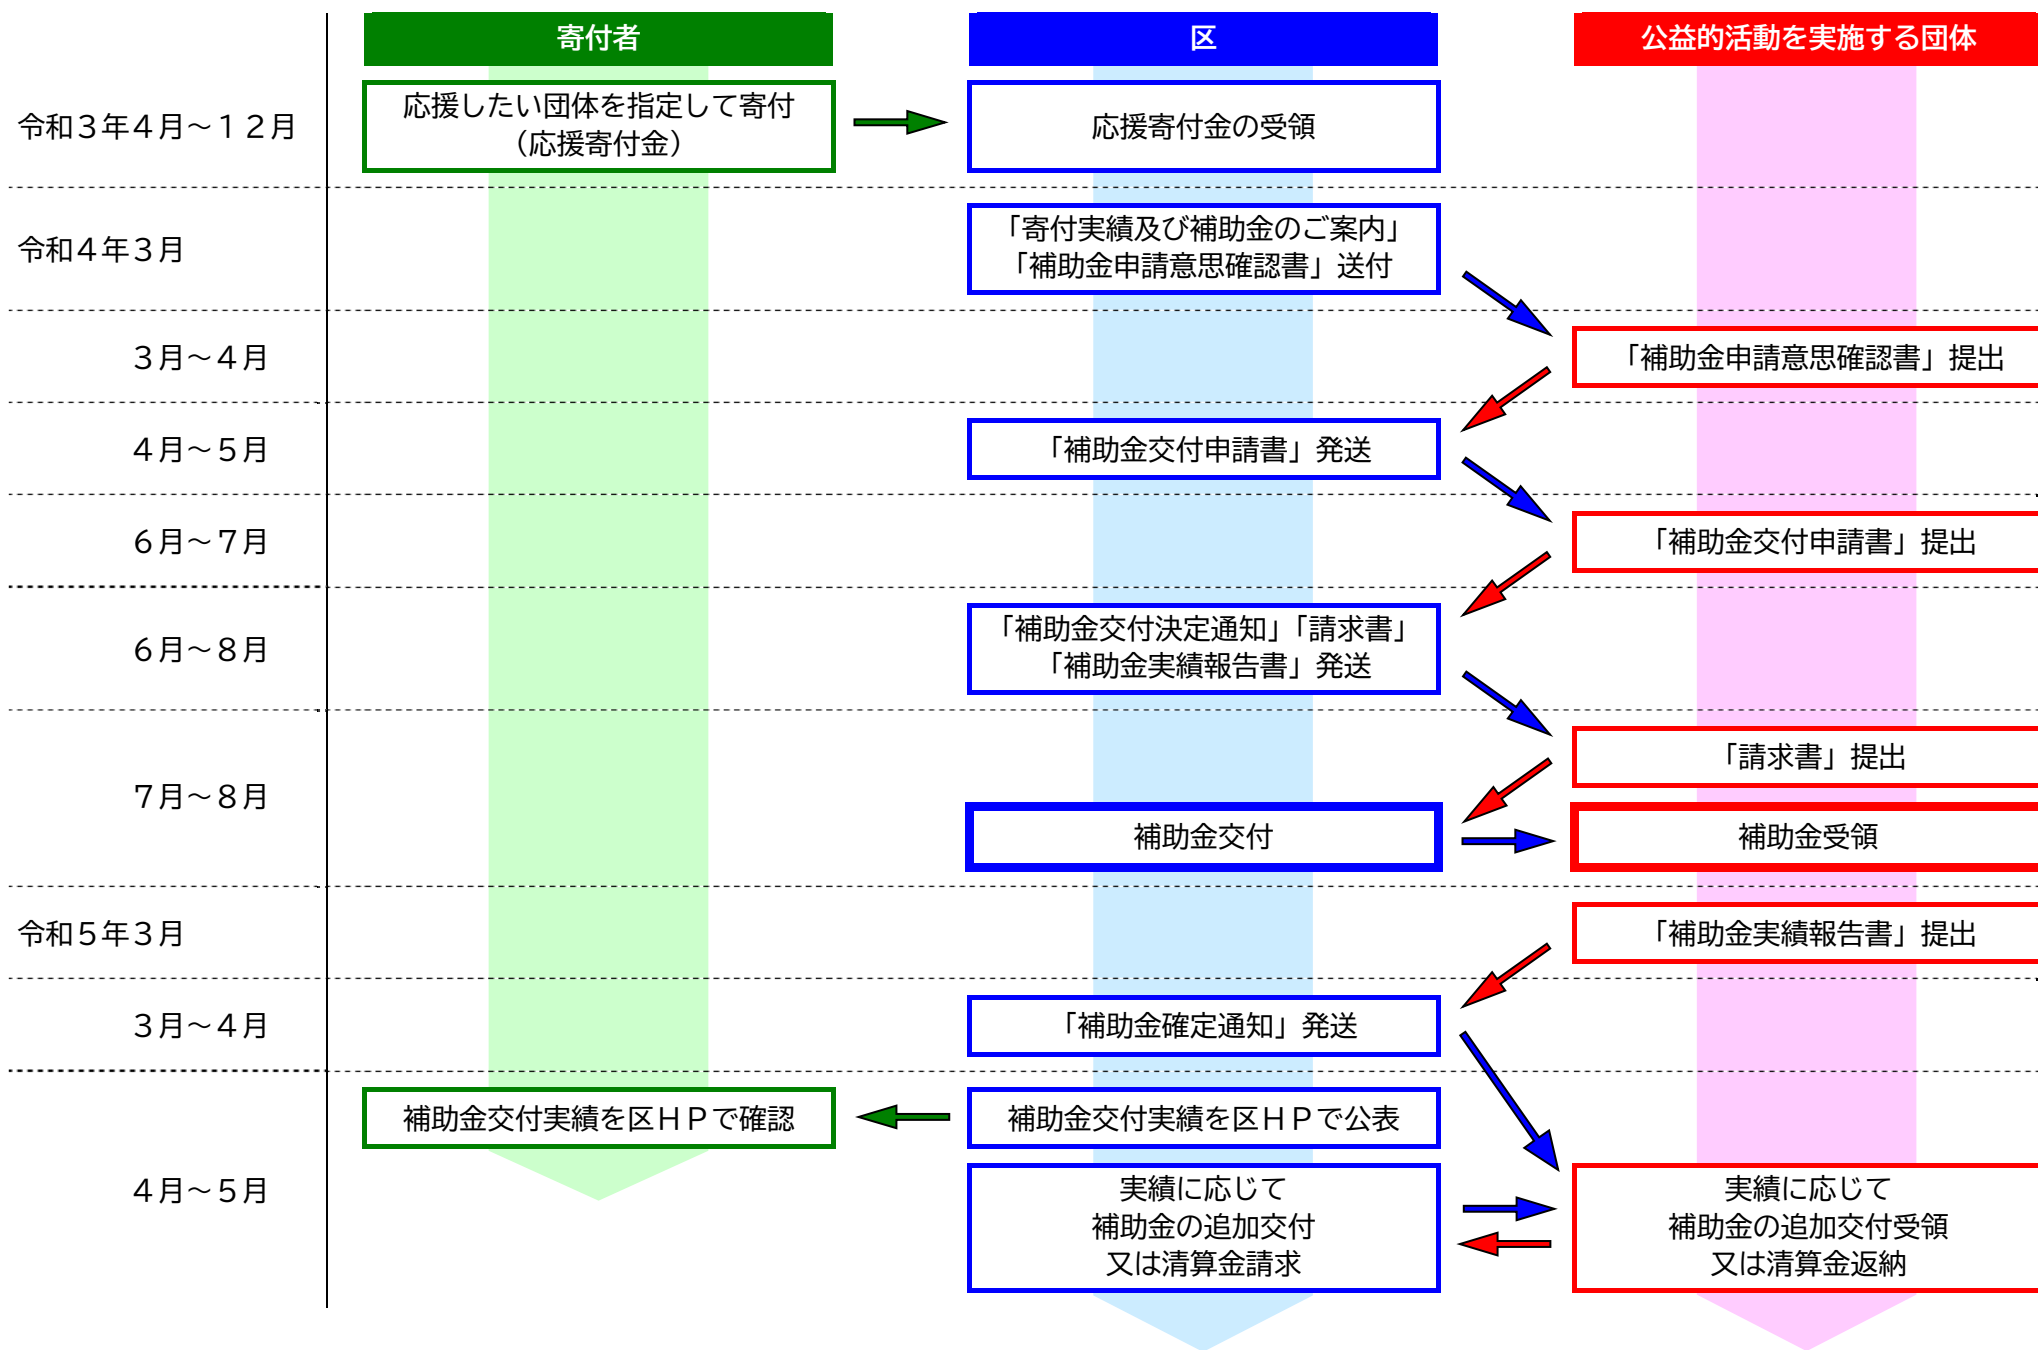 寄付者
区
公益的活動を実施する団体
令和３年４月～１２月
応援したい団体を指定して寄付
（応援寄付金）
応援寄付金の受領
令和４年３月
「寄付実績及び補助金のご案内」
「補助金申請意思確認書」送付
３月～４月
「補助金申請意思確認書」提出
４月～５月
「補助金交付申請書」発送
６月～７月
「補助金交付申請書」提出
６月～８月
「補助金交付決定通知」「請求書」
「補助金実績報告書」発送
７月～８月
「請求書」提出
補助金交付
補助金受領
令和５年３月
「補助金実績報告書」提出
３月～４月
「補助金確定通知」発送
４月～５月
補助金交付実績を区ＨＰで確認
補助金交付実績を区ＨＰで公表
実績に応じて
補助金の追加交付
又は清算金請求
実績に応じて
補助金の追加交付受領
又は清算金返納